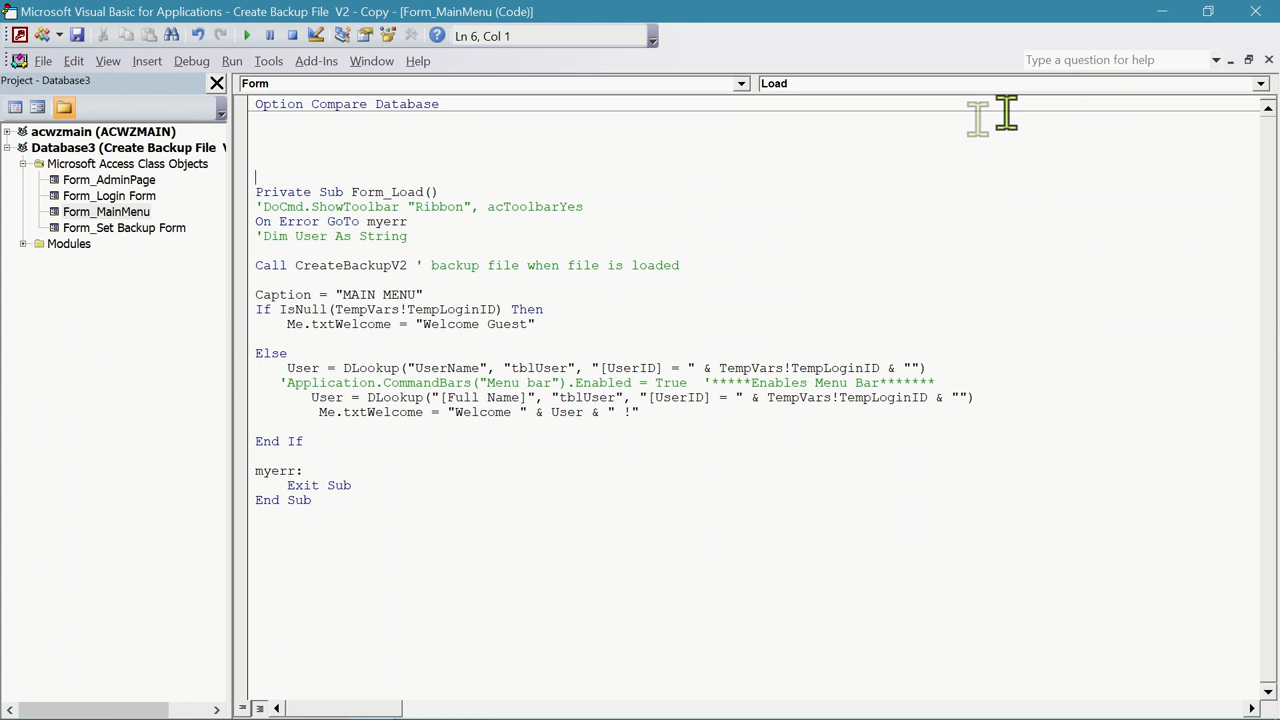 Microsoft Visual Basic for Applications - Create Backup File  V2 - Copy - [Form_MainMenu (Code)]
Ln 6, Col 1
File Edit View Insert Debug Run Tools Add-Ins Window Help
Type a question for help
Project - Database3
Form
Load
acwzmain (ACWZMAIN)
Database3 (Create Backup File  V
Microsoft Access Class Objects
Form_AdminPage
Form_Login Form
Form_MainMenu
Form_Set Backup Form
Modules
Option Compare Database
Private Sub Form_Load()
'DoCmd.ShowToolbar "Ribbon", acToolbarYes
On Error GoTo myerr
'Dim User As String
Call CreateBackupV2 ' backup file when file is loaded
Caption = "MAIN MENU"
If IsNull(TempVars!TempLoginID) Then
    Me.txtWelcome = "Welcome Guest"
Else
    User = DLookup("UserName", "tblUser", "[UserID] = " & TempVars!TempLoginID & "")
   'Application.CommandBars("Menu bar").Enabled = True  '*****Enables Menu Bar*******
       User = DLookup("[Full Name]", "tblUser", "[UserID] = " & TempVars!TempLoginID & "")
        Me.txtWelcome = "Welcome " & User & " !"
End If
myerr:
    Exit Sub
End Sub